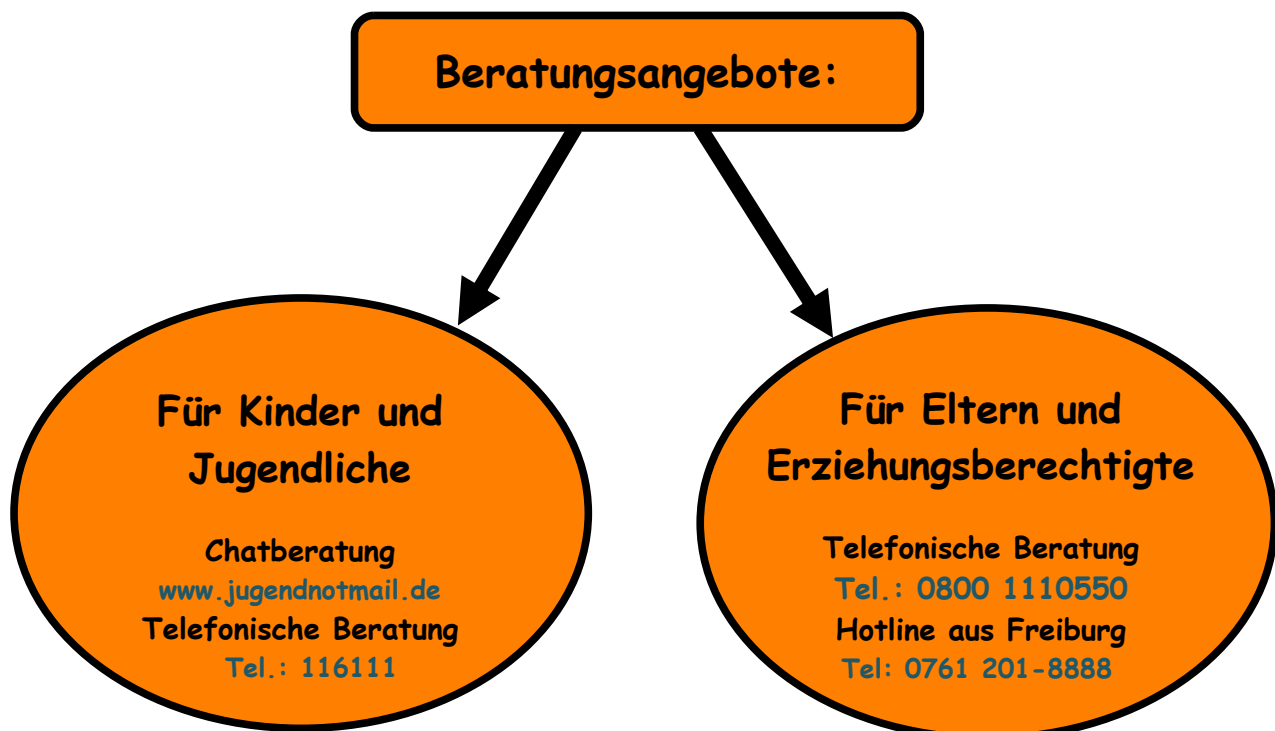 Beratungsangebote:
Für Kinder und
Jugendliche
Chatberatung
www.jugendnotmail.de
Telefonische Beratung
Tel.: 116111
Für Eltern und
Erziehungsberechtigte
Telefonische Beratung
Tel.: 0800 1110550
Hotline aus Freiburg
Tel: 0761 201-8888